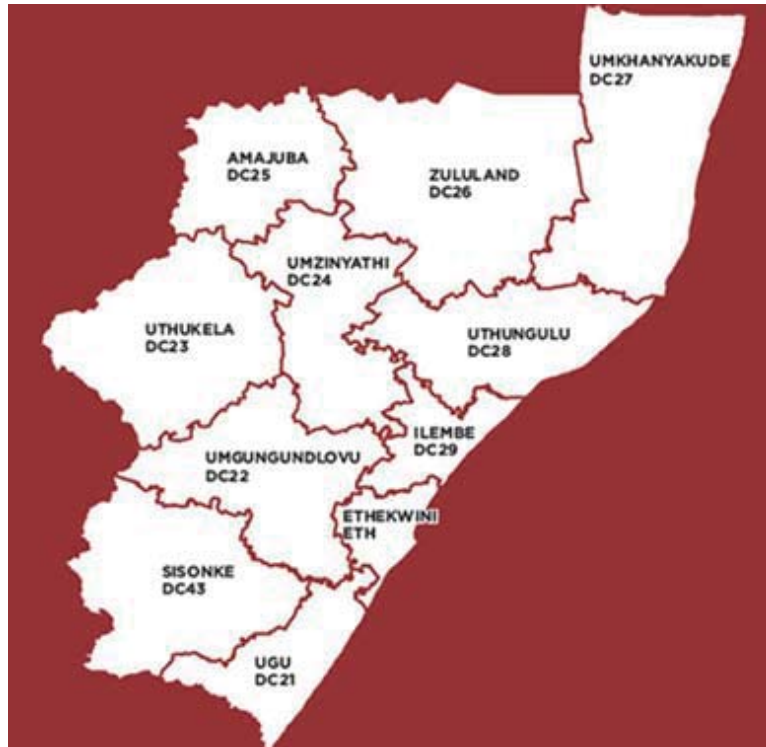 UMKHANYAKUDE
DC27
AMAJUBA
DC25
ZULULAND
DC26
UMZINYATHI
DC24
UTHUKELA
DC23
UTHUNGULU
DC28
ILEMBE
DC29
UMGUNGUNDLOVU
DC22
ETHEKWINI
ETH
SISONKE
DC43
UGU
DC21